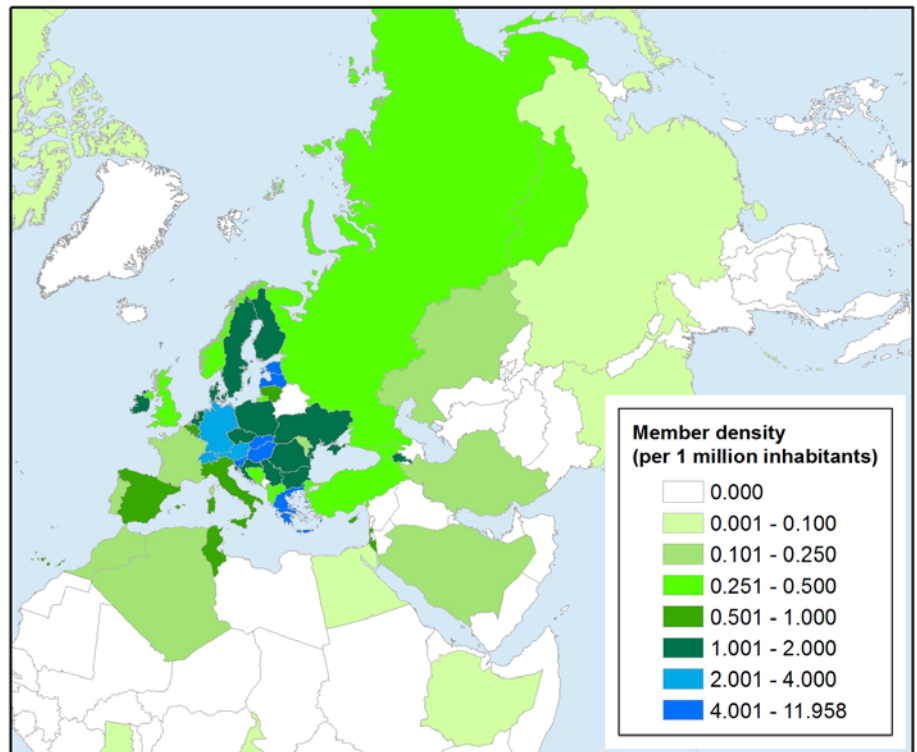 Member density
(per 1 million inhabitants)
0.000
0.001 - 0.100
0.101 - 0.250
0.251 - 0.500
0.501 - 1.000
1.001 - 2.000
2.001 - 4.000
4.001 - 11.958